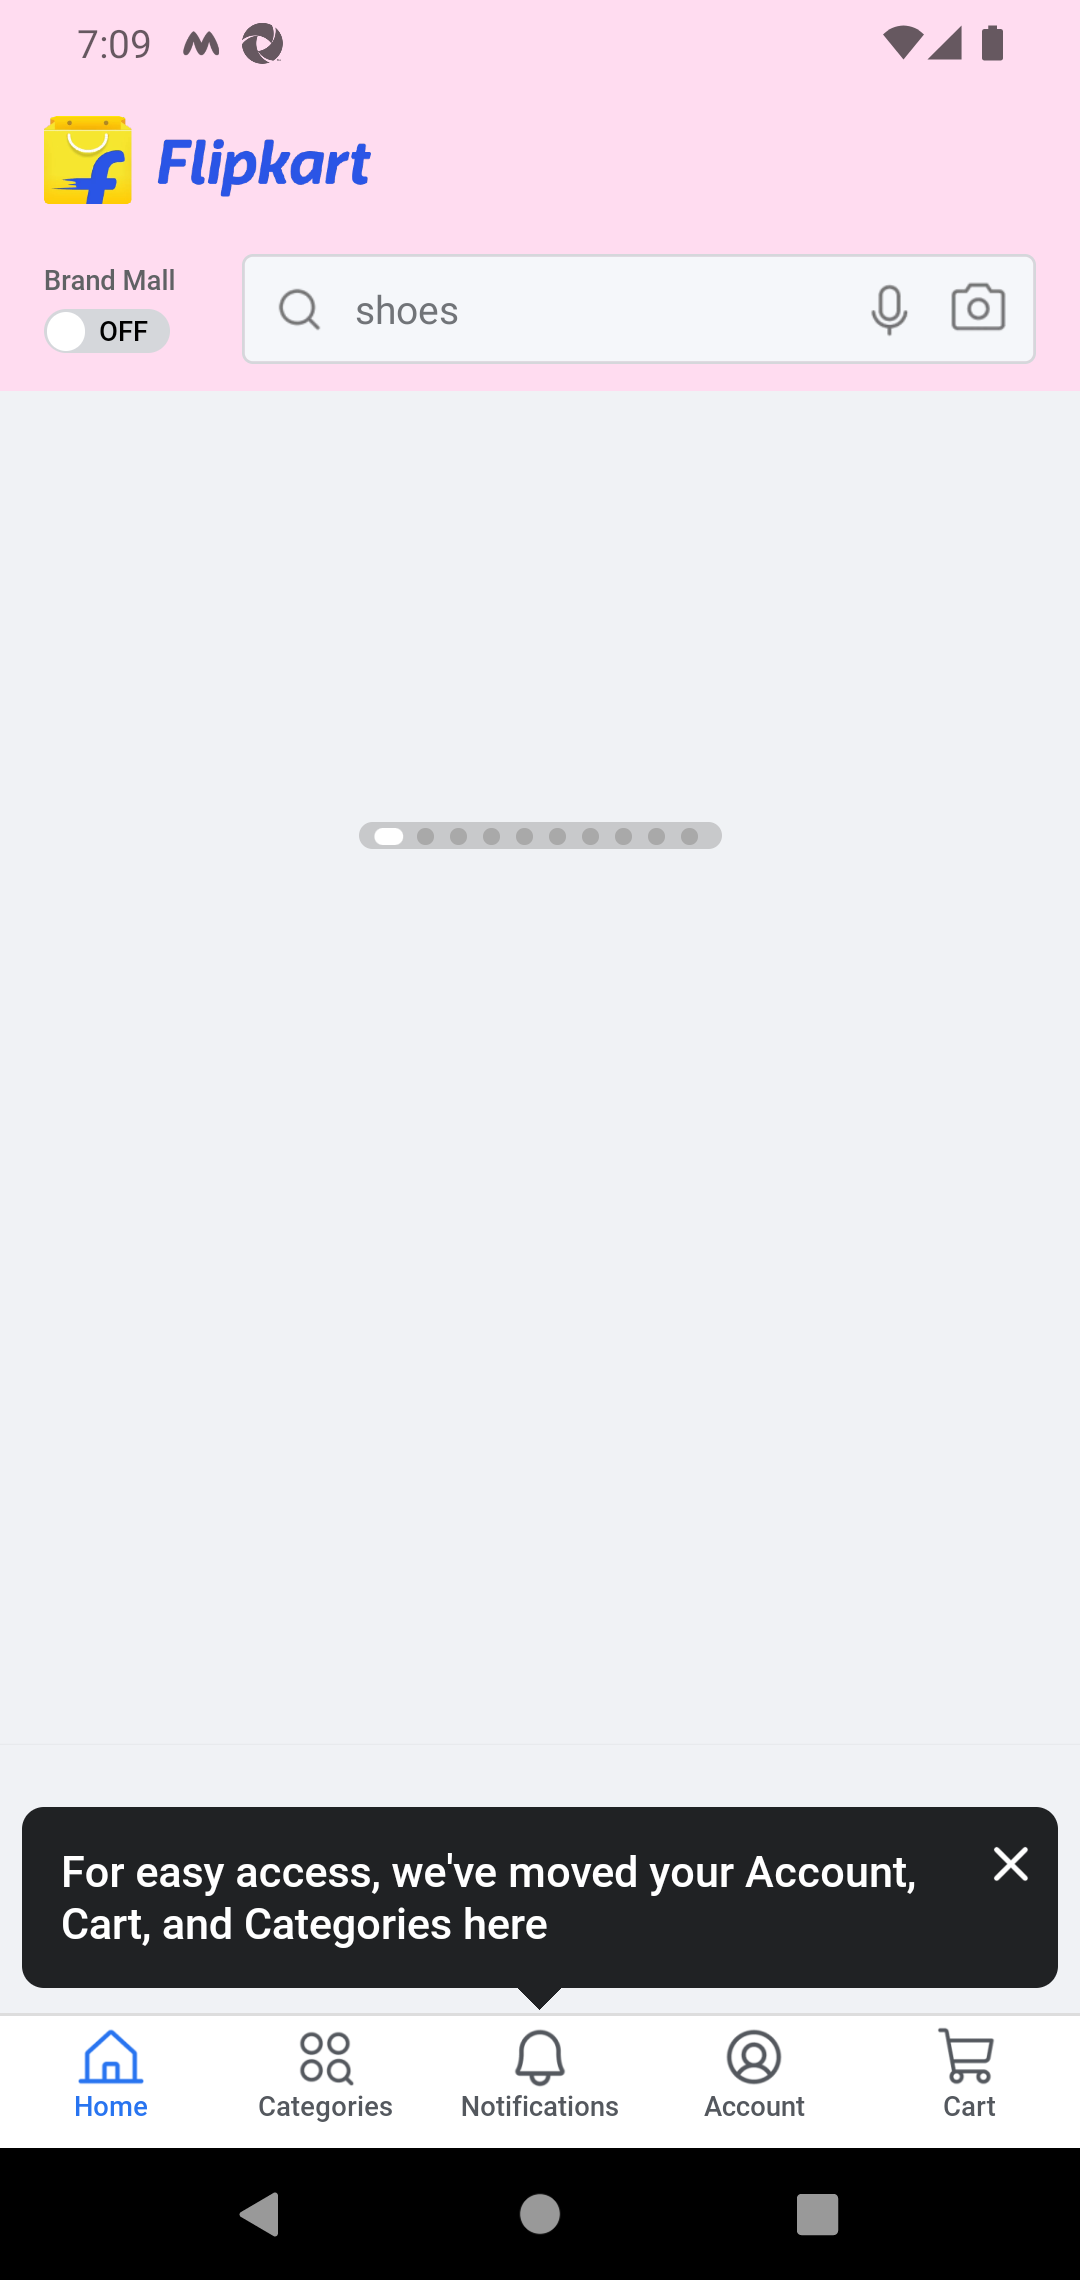 7:09
Flipkart
Brand Mall
OFF
shoes
For easy access, we've moved your Account,
Cart, and Categories here
Home
Categories
Notifications
Account
Cart